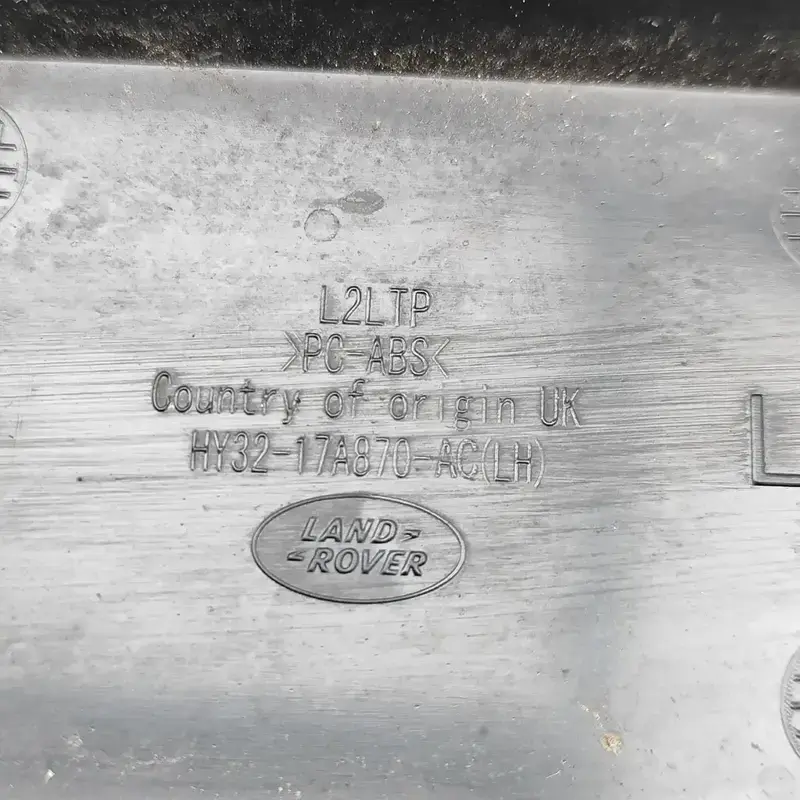 L2LTP
>PC-ABS<
Country of origin UK
HY32-17A870-AC(LH)
LAND
ROVER
L